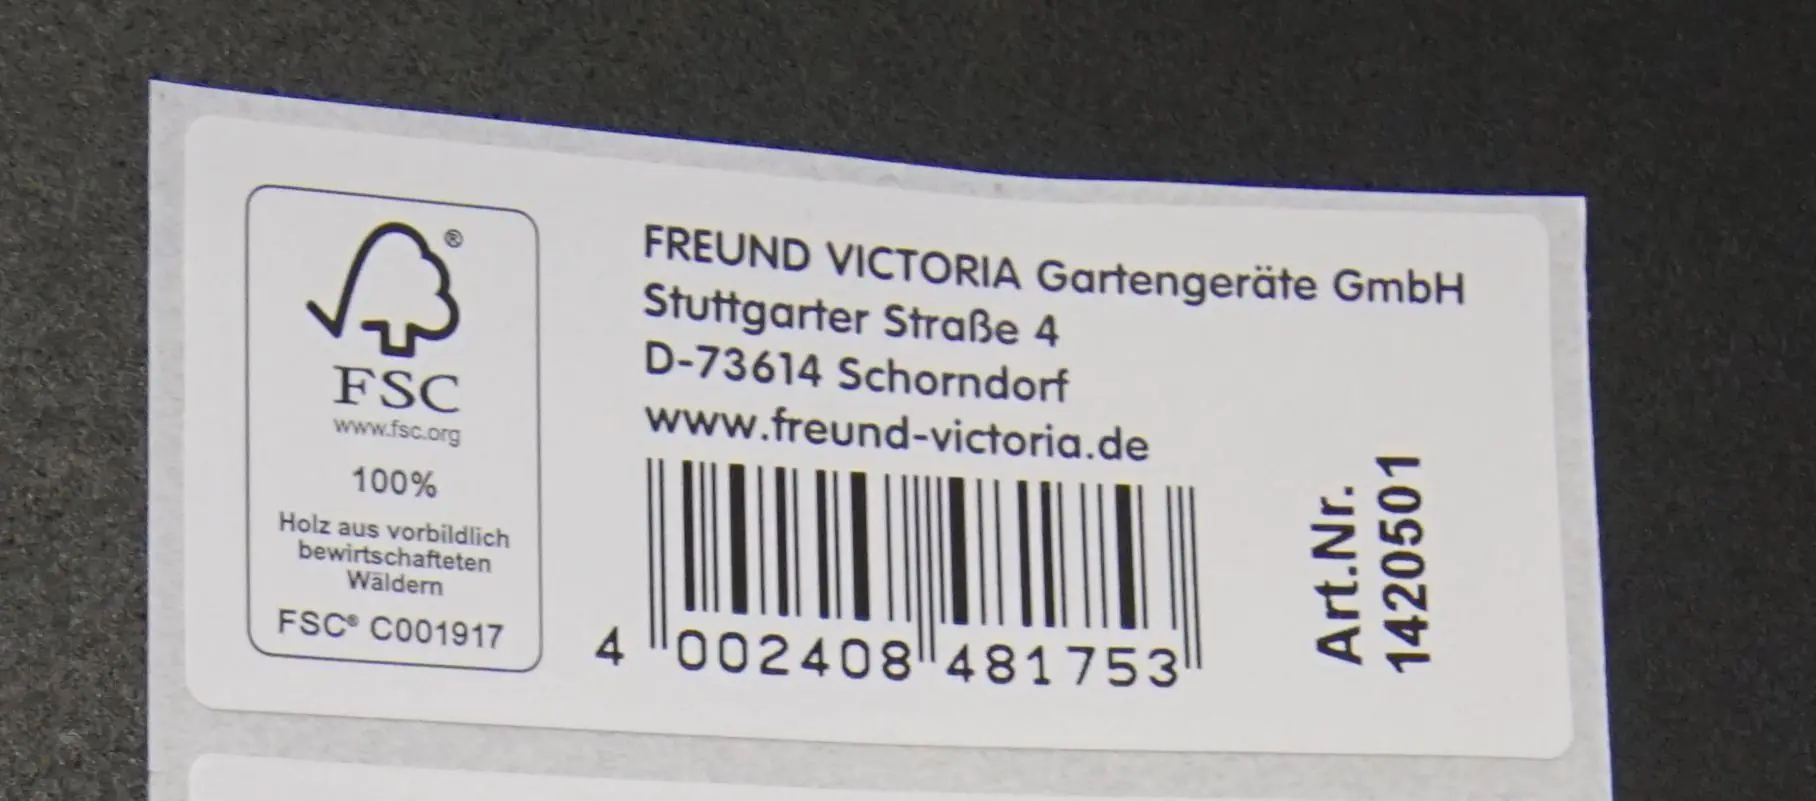 ®
FSC
www.fsc.org
100%
Holz aus vorbildlich
bewirtschafteten
Wäldern
FSC® C001917
FREUND VICTORIA Gartengeräte GmbH
Stuttgarter Straße 4
D-73614 Schorndorf
www.freund-victoria.de
4 002408 481753
Art.Nr.
1420501